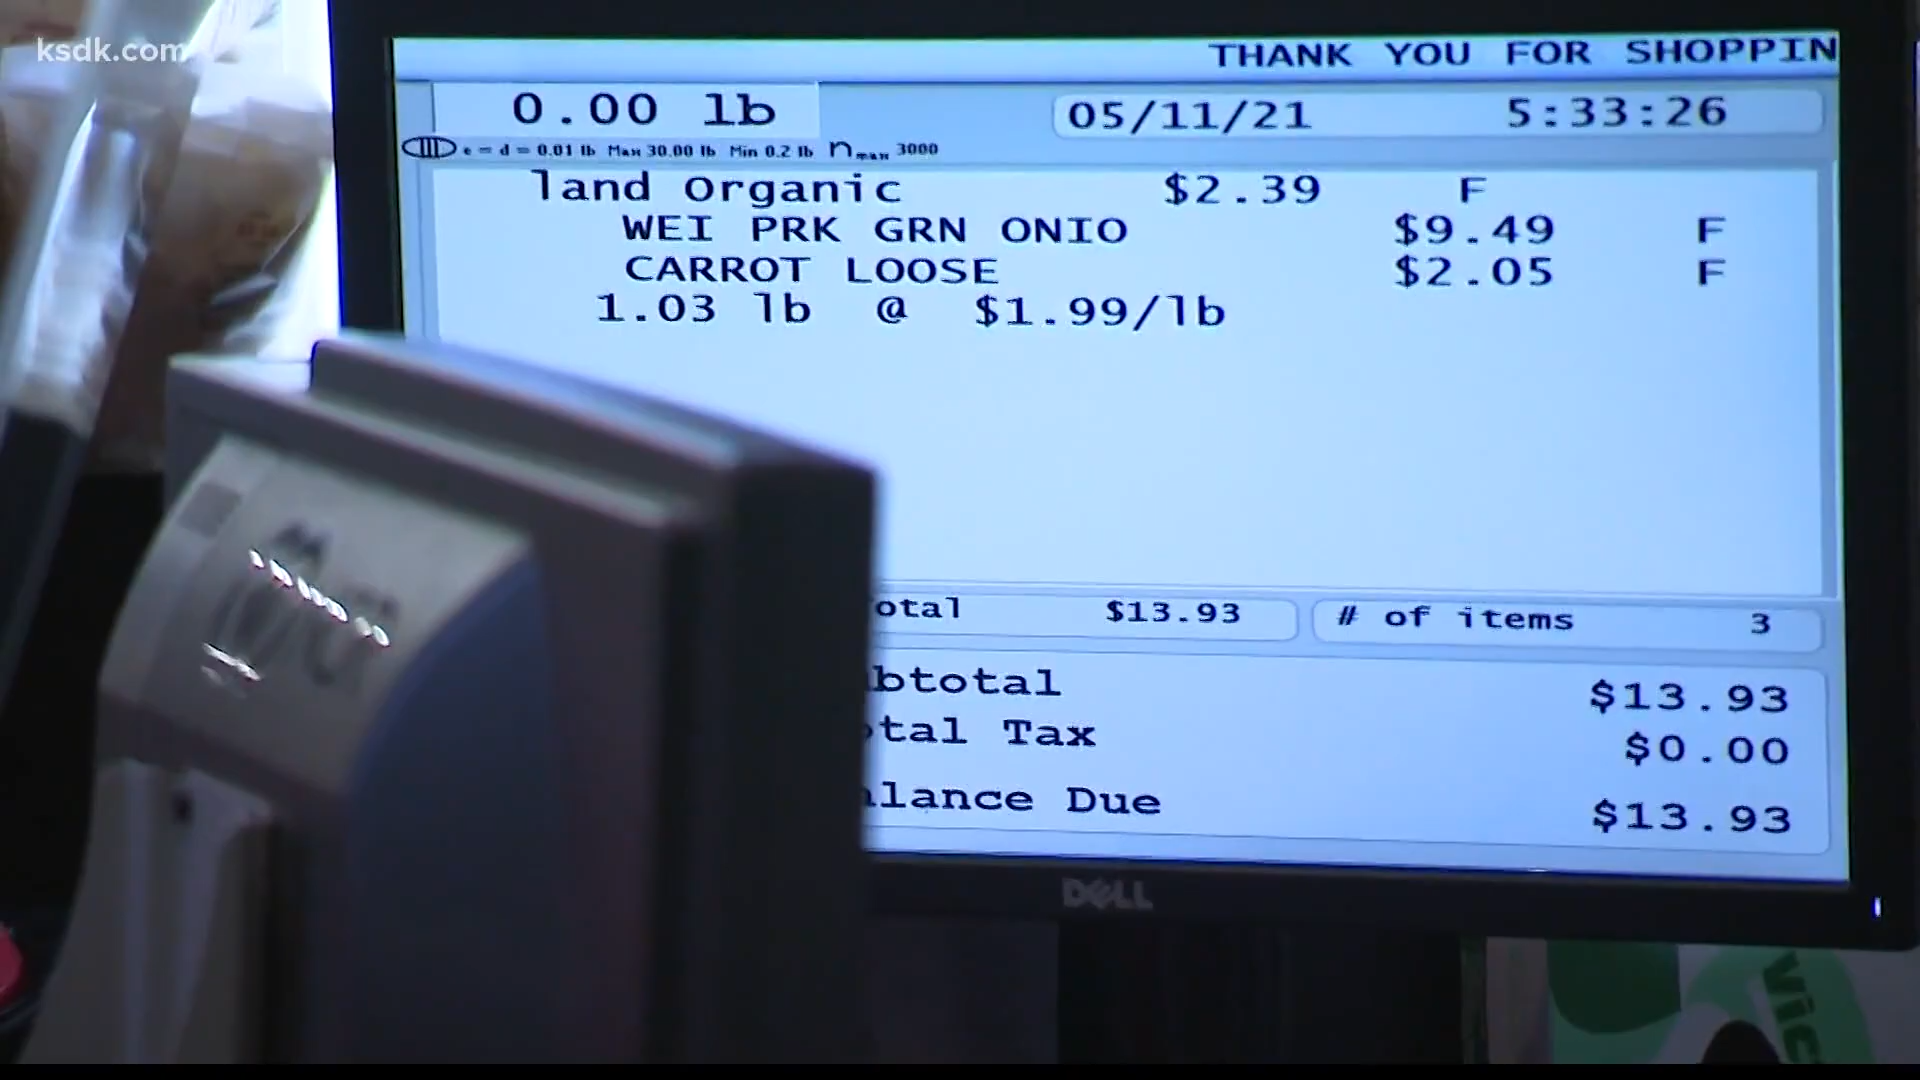 ksdk.com
THANK YOU FOR SHOPPIN
0.00 lb
05/11/21 5:33:26
e = d = 0.01 lb Max 30.00 lb Min 0.2 lb nmax 3000
land Organic $2.39 F
WEI PRK GRN ONIO $9.49 F
CARROT LOOSE $2.05 F
1.03 lb @ $1.99/lb
otal $13.93
# of items 3
btotal $13.93
tal Tax $0.00
alance Due $13.93
DELL
vic